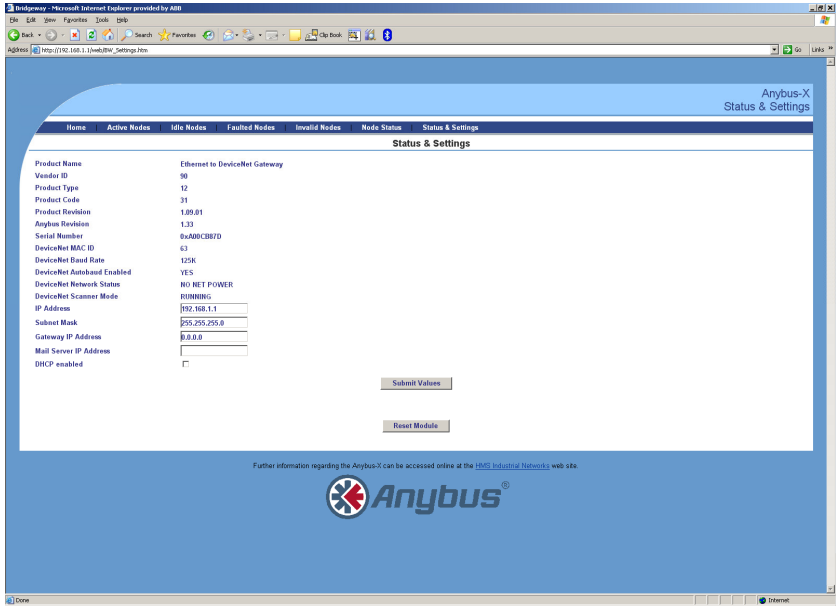 Bridgeway - Microsoft Internet Explorer provided by ABB
File Edit View Favorites Tools Help
Back Search Favorites Clip Book
Address http://192.168.1.1/web/BW_Settings.htm Go Links »
Anybus-X
Status & Settings
Home Active Nodes Idle Nodes Faulted Nodes Invalid Nodes Node Status Status & Settings
Status & Settings
Product Name Ethernet to DeviceNet Gateway
Vendor ID 90
Product Type 12
Product Code 31
Product Revision 1.09.01
Anybus Revision 1.33
Serial Number 0xA00CB87D
DeviceNet MAC ID 63
DeviceNet Baud Rate 125K
DeviceNet Autobaud Enabled YES
DeviceNet Network Status NO NET POWER
DeviceNet Scanner Mode RUNNING
IP Address 192.168.1.1
Subnet Mask 255.255.255.0
Gateway IP Address 0.0.0.0
Mail Server IP Address
DHCP enabled
Submit Values
Reset Module
Further information regarding the Anybus-X can be accessed online at the HMS Industrial Networks web site.
Anybus®
Done Internet